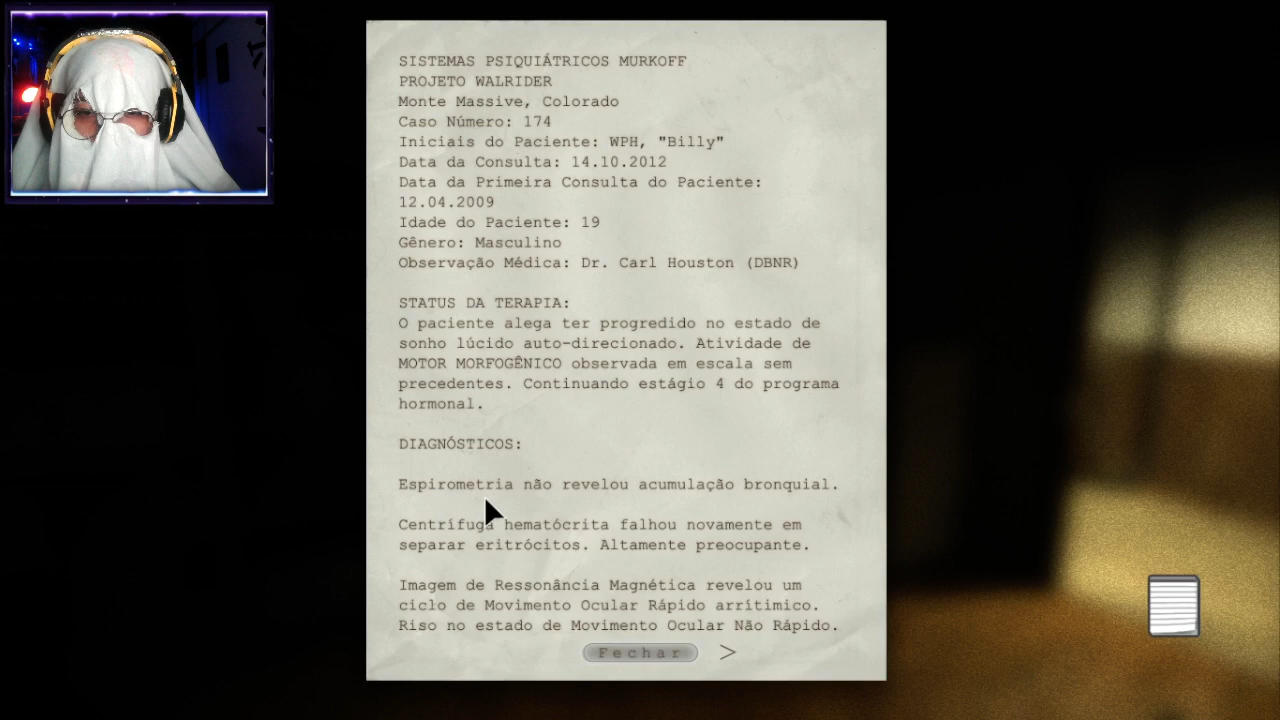 SISTEMAS PSIQUIÁTRICOS MURKOFF
PROJETO WALRIDER
Monte Massive, Colorado
Caso Número: 174
Iniciais do Paciente: WPH, "Billy"
Data da Consulta: 14.10.2012
Data da Primeira Consulta do Paciente:
12.04.2009
Idade do Paciente: 19
Gênero: Masculino
Observação Médica: Dr. Carl Houston (DBNR)
STATUS DA TERAPIA:
O paciente alega ter progredido no estado de
sonho lúcido auto-direcionado. Atividade de
MOTOR MORFOGÊNICO observada em escala sem
precedentes. Continuando estágio 4 do programa
hormonal.
DIAGNÓSTICOS:
Espirometria não revelou acumulação bronquial.
Centrífuga hematócrita falhou novamente em
separar eritrócitos. Altamente preocupante.
Imagem de Ressonância Magnética revelou um
ciclo de Movimento Ocular Rápido arrítimico.
Riso no estado de Movimento Ocular Não Rápido.
Fechar >